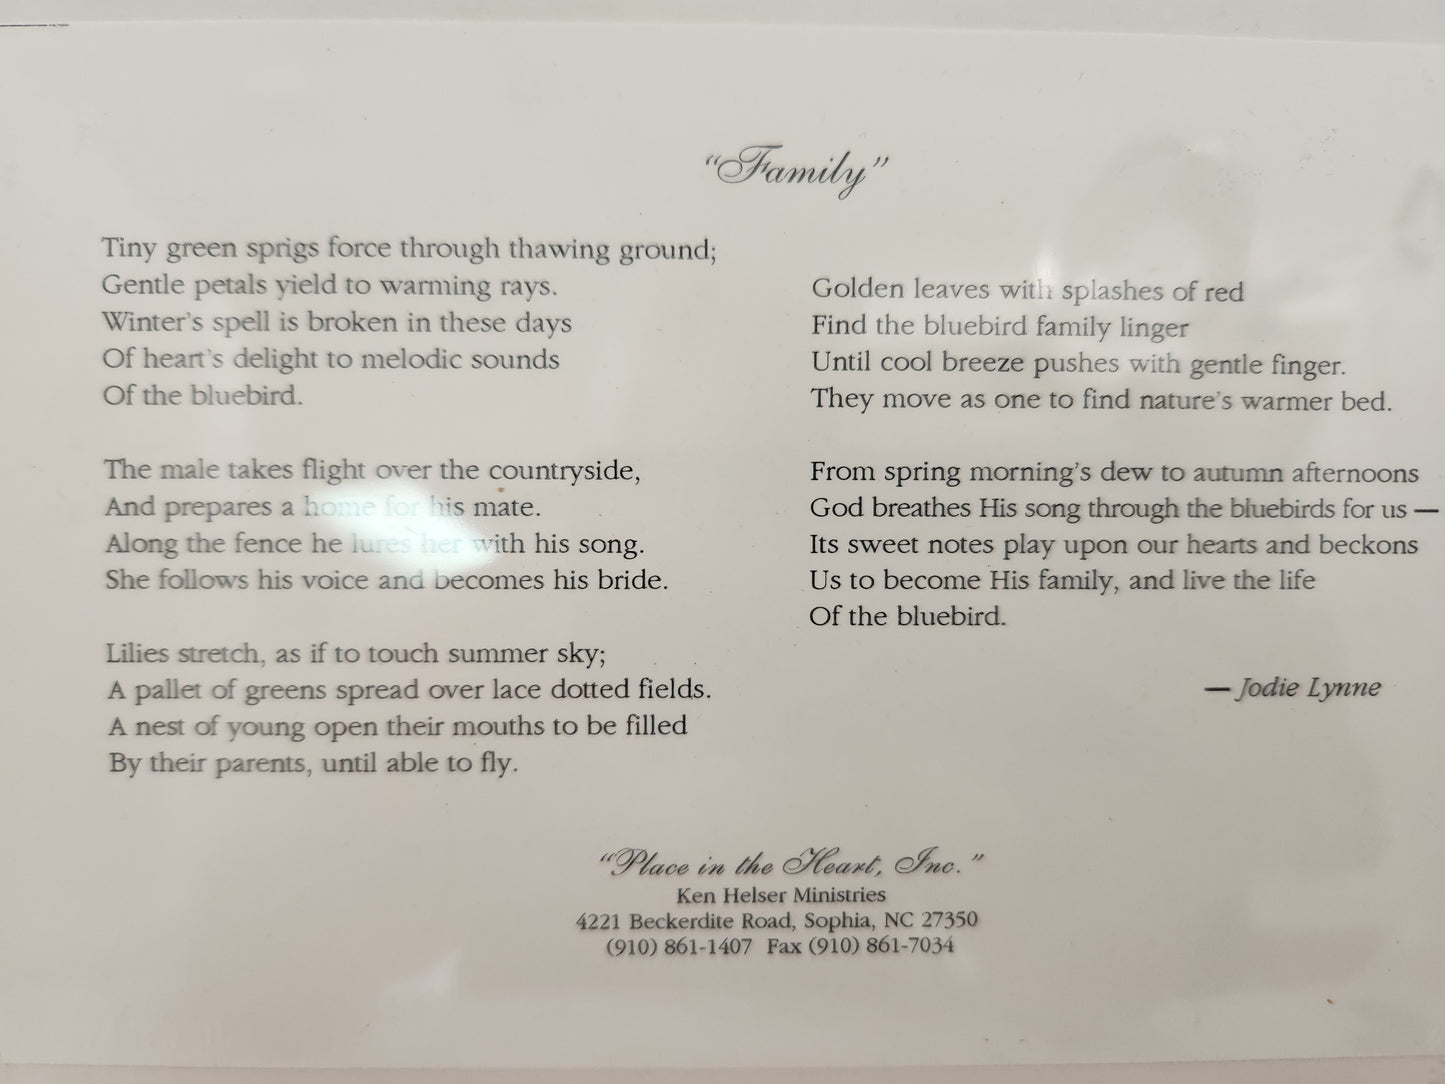 “Family”
Tiny green sprigs force through thawing ground;
Gentle petals yield to warming rays.
Winter’s spell is broken in these days
Of heart’s delight to melodic sounds
Of the bluebird.
The male takes flight over the countryside,
And prepares a home for his mate.
Along the fence he lures her with his song.
She follows his voice and becomes his bride.
Lilies stretch, as if to touch summer sky;
A pallet of greens spread over lace dotted fields.
A nest of young open their mouths to be filled
By their parents, until able to fly.
Golden leaves with splashes of red
Find the bluebird family linger
Until cool breeze pushes with gentle finger.
They move as one to find nature’s warmer bed.
From spring morning’s dew to autumn afternoons
God breathes His song through the bluebirds for us —
Its sweet notes play upon our hearts and beckons
Us to become His family, and live the life
Of the bluebird.
— Jodie Lynne
“Place in the Heart, Inc.”
Ken Helser Ministries
4221 Beckerdite Road, Sophia, NC 27350
(910) 861-1407 Fax (910) 861-7034